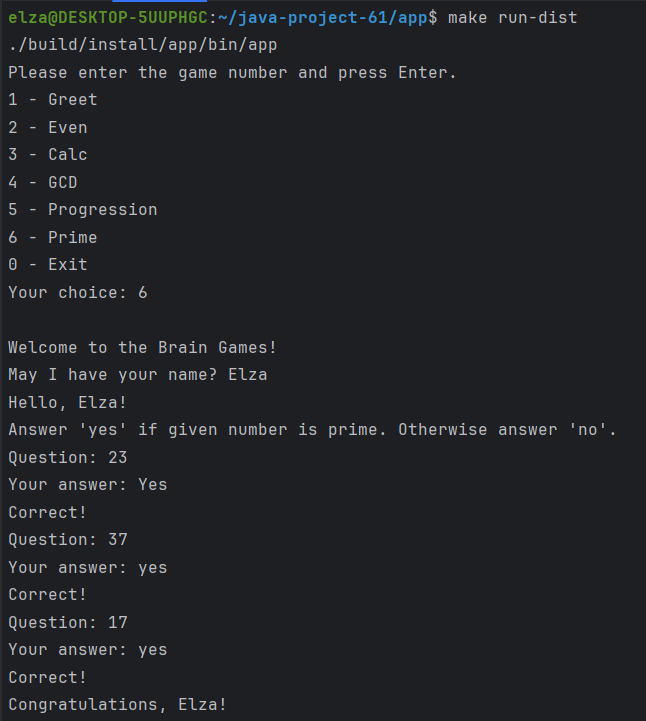 elza@DESKTOP-5UUPHGC:~/java-project-61/app$ make run-dist
./build/install/app/bin/app
Please enter the game number and press Enter.
1 - Greet
2 - Even
3 - Calc
4 - GCD
5 - Progression
6 - Prime
0 - Exit
Your choice: 6
Welcome to the Brain Games!
May I have your name? Elza
Hello, Elza!
Answer 'yes' if given number is prime. Otherwise answer 'no'.
Question: 23
Your answer: Yes
Correct!
Question: 37
Your answer: yes
Correct!
Question: 17
Your answer: yes
Correct!
Congratulations, Elza!